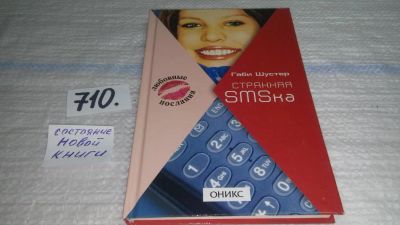 710.
состояние
новой
книги
любовные
послания
Габи Шустер
СТРАННАЯ
SMSка
ОНИКС